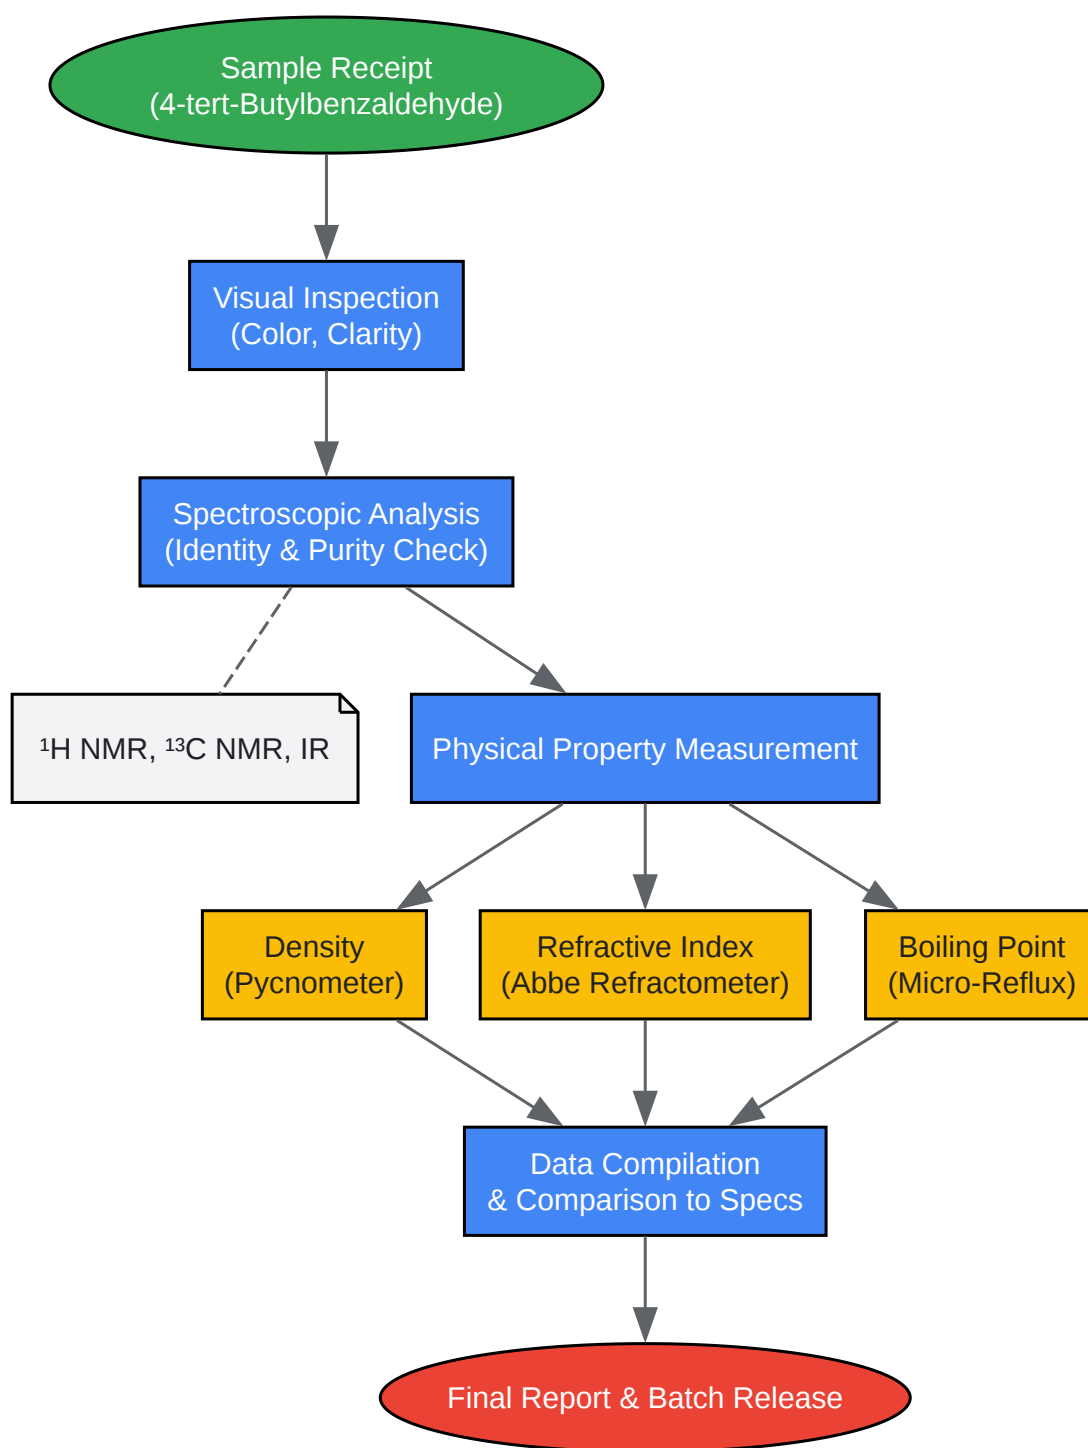 Sample Receipt
(4-tert-Butylbenzaldehyde)
Visual Inspection
(Color, Clarity)
Spectroscopic Analysis
(Identity & Purity Check)
¹H NMR, ¹³C NMR, IR
Physical Property Measurement
Density
(Pycnometer)
Refractive Index
(Abbe Refractometer)
Boiling Point
(Micro-Reflux)
Data Compilation
& Comparison to Specs
Final Report & Batch Release